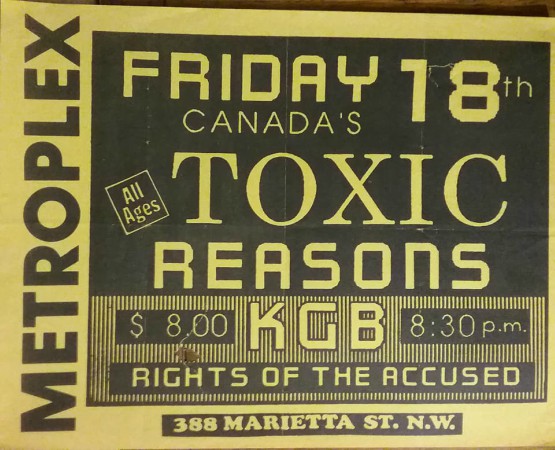 METROPLEX
FRIDAY 18th
CANADA'S
All
Ages
TOXIC
REASONS
$ 8.00 KGB 8:30 p.m.
RIGHTS OF THE ACCUSED
388 MARIETTA ST. N.W.